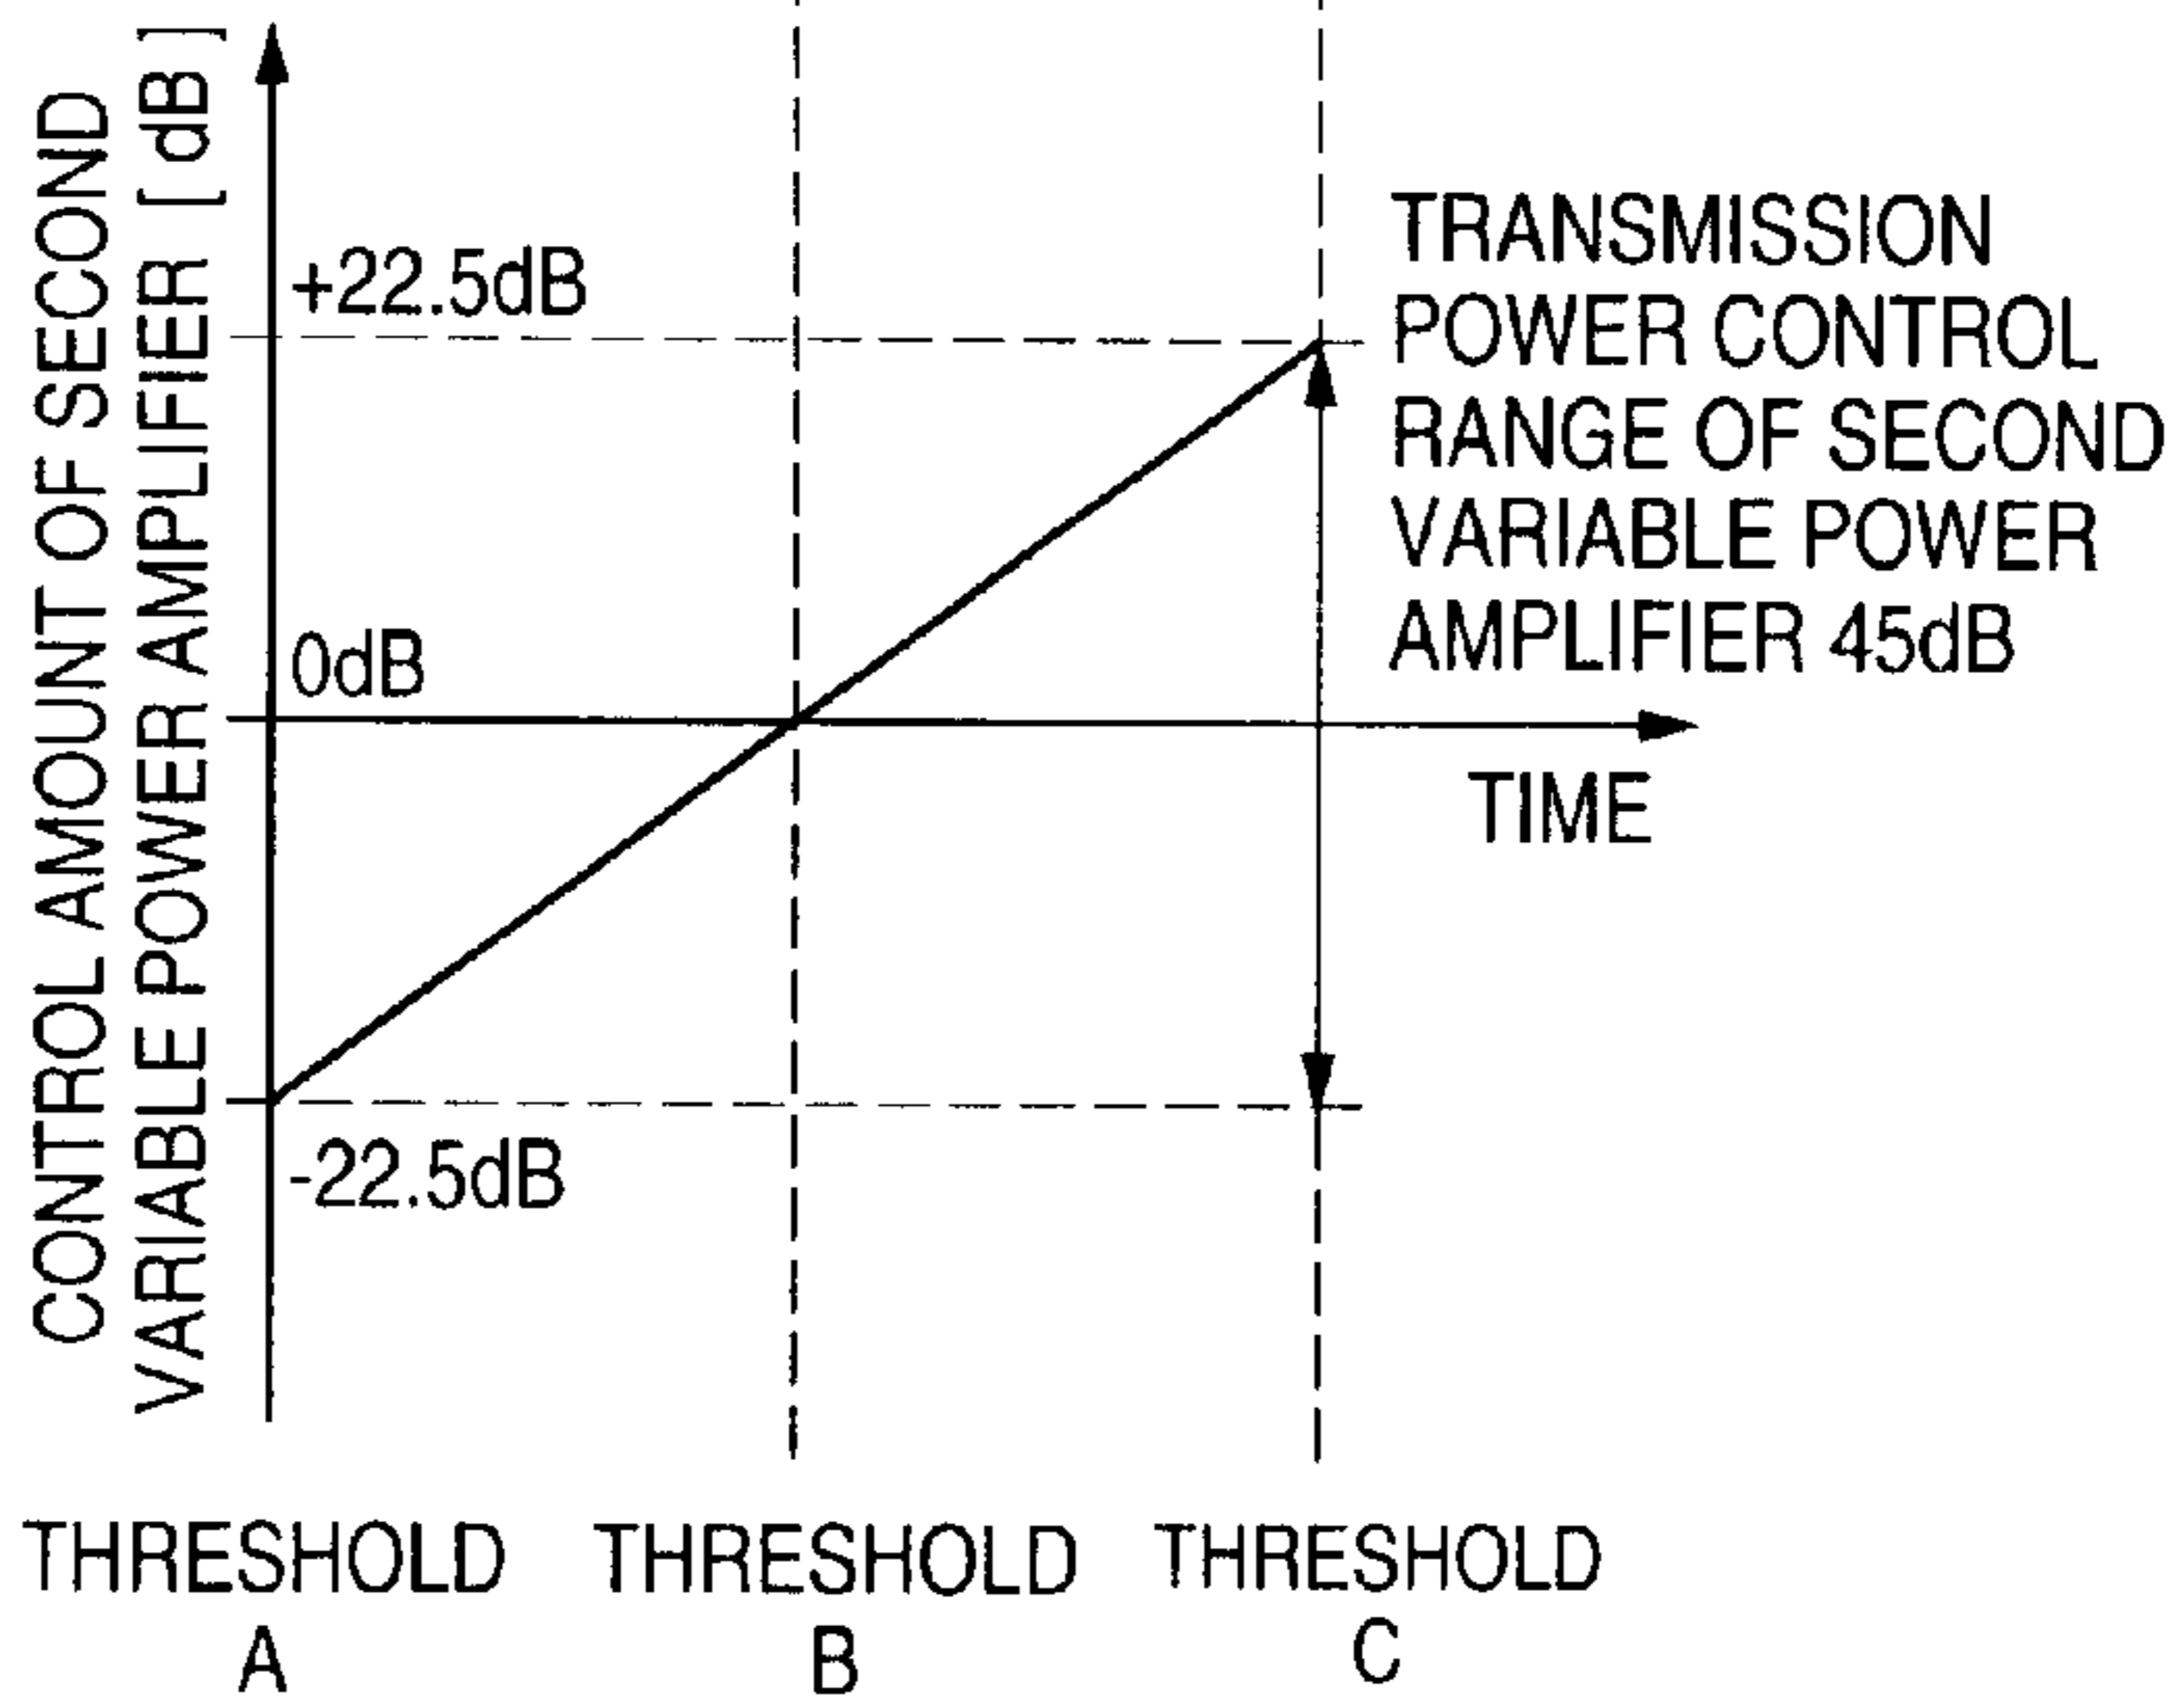 CONTROL AMOUNT OF SECOND
VARIABLE POWER AMPLIFIER [dB]
+22.5dB
0dB
-22.5dB
TRANSMISSION
POWER CONTROL
RANGE OF SECOND
VARIABLE POWER
AMPLIFIER 45dB
TIME
THRESHOLD
A
THRESHOLD
B
THRESHOLD
C